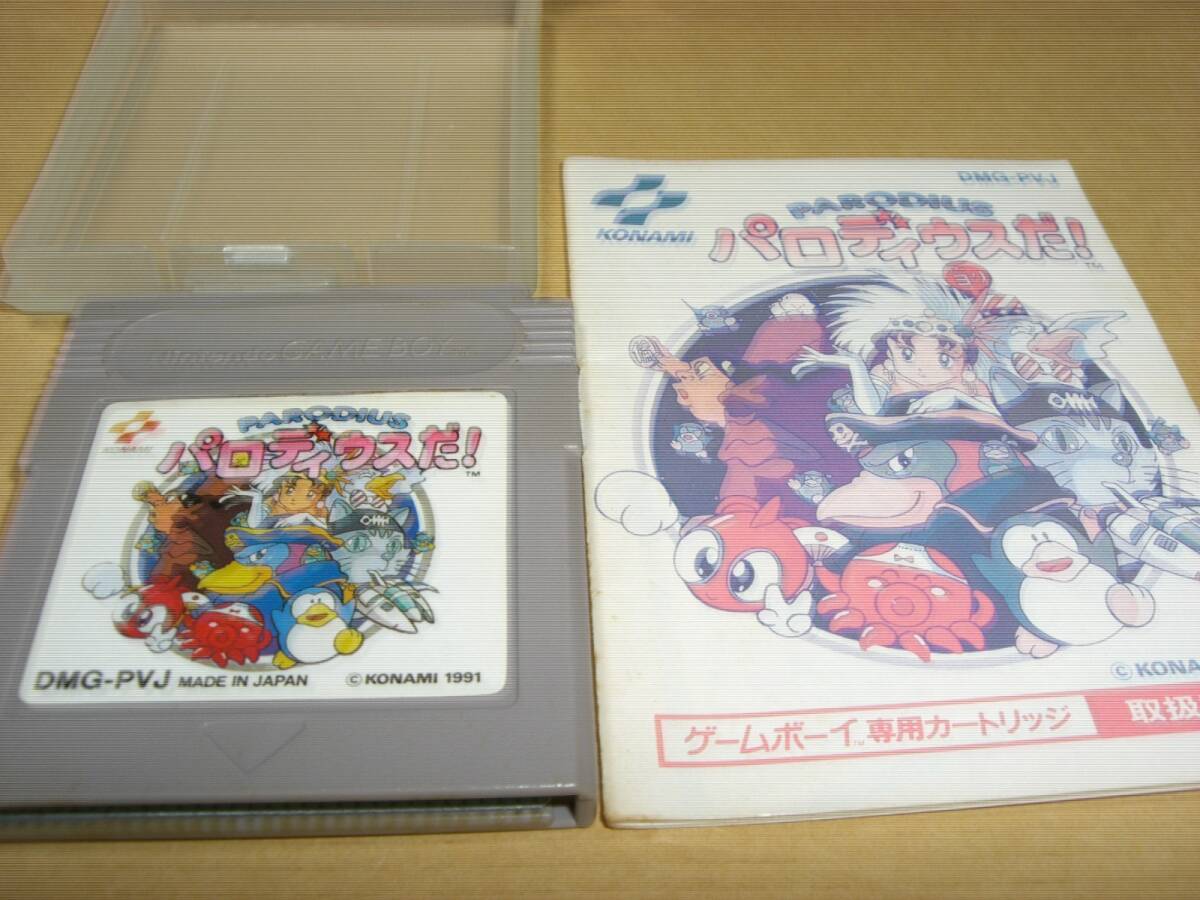 Nintendo GAME BOY
KONAMI
PARODIUS
パロディウスだ!
TM
DMG-PVJ MADE IN JAPAN
© KONAMI 1991
DMG-PVJ
KONAMI
PARODIUS
パロディウスだ!
TM
© KONA
ゲームボーイ™専用カートリッジ
取扱